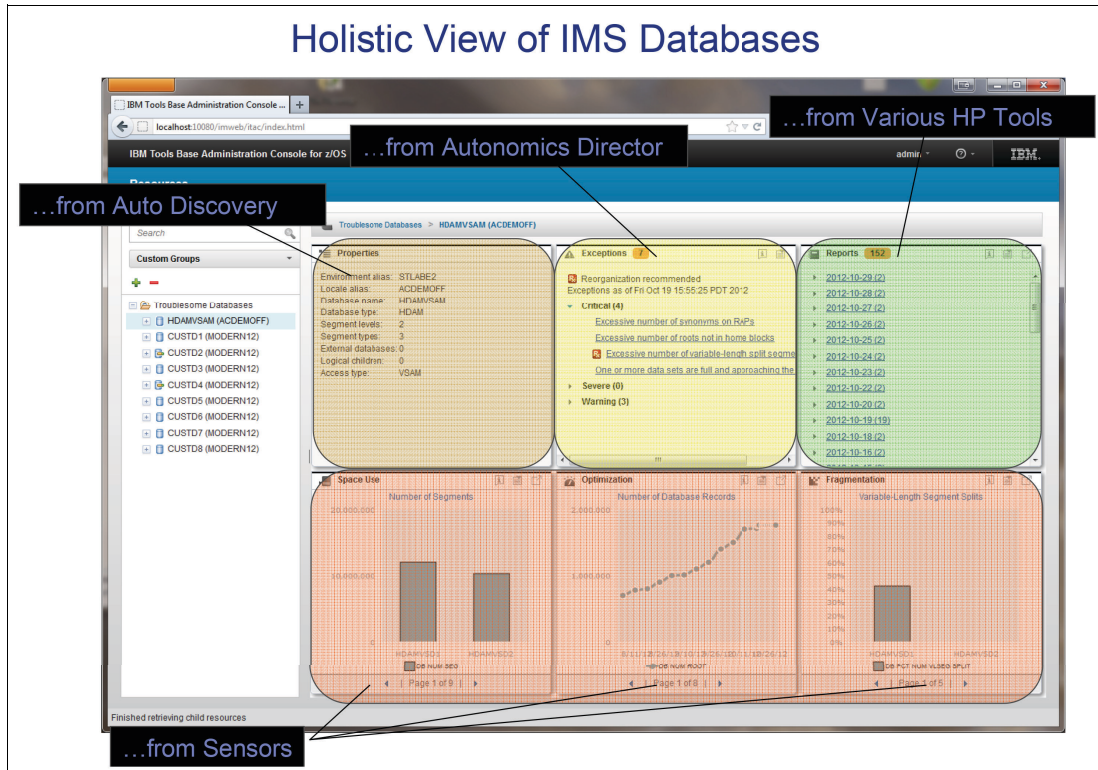 Holistic View of IMS Databases
IBM Tools Base Administration Console ...
localhost:10080/imweb/itac/index.html
…from Various HP Tools
IBM Tools Base Administration Console for z/OS
…from Autonomics Director
admin
IBM.
Resources
…from Auto Discovery
Troublesome Databases > HDAMVSAM (ACDEMOFF)
Search
Custom Groups
Troublesome Databases
HDAMVSAM (ACDEMOFF)
CUSTD1 (MODERN12)
CUSTD2 (MODERN12)
CUSTD3 (MODERN12)
CUSTD4 (MODERN12)
CUSTD5 (MODERN12)
CUSTD6 (MODERN12)
CUSTD7 (MODERN12)
CUSTD8 (MODERN12)
Properties
Environment alias: STLABE2
Locale alias: ACDEMOFF
Database name: HDAMVSAM
Database type: HDAM
Segment levels: 2
Segment types: 3
External databases: 0
Logical children: 0
Access type: VSAM
Exceptions 7
Reorganization recommended
Exceptions as of Fri Oct 19 15:55:25 PDT 2012
Critical (4)
Excessive number of synonyms on RAPs
Excessive number of roots not in home blocks
Excessive number of variable-length split segme
One or more data sets are full and approaching the
Severe (0)
Warning (3)
Reports 152
2012-10-29 (2)
2012-10-28 (2)
2012-10-27 (2)
2012-10-26 (2)
2012-10-25 (2)
2012-10-24 (2)
2012-10-23 (2)
2012-10-22 (2)
2012-10-20 (2)
2012-10-19 (19)
2012-10-18 (2)
2012-10-16 (2)
Space Use
Number of Segments
20,000,000
10,000,000
0
HDAMVSD1 HDAMVSD2
DB NUM SEG
Page 1 of 9
Optimization
Number of Database Records
2,000,000
1,000,000
0
DB NUM ROOT
Page 1 of 8
Fragmentation
Variable-Length Segment Splits
100%
90%
80%
70%
60%
50%
40%
30%
20%
10%
0%
HDAMVSD1 HDAMVSD2
DB PCT NUM VLSEG SPLIT
Page 1 of 5
Finished retrieving child resources
…from Sensors